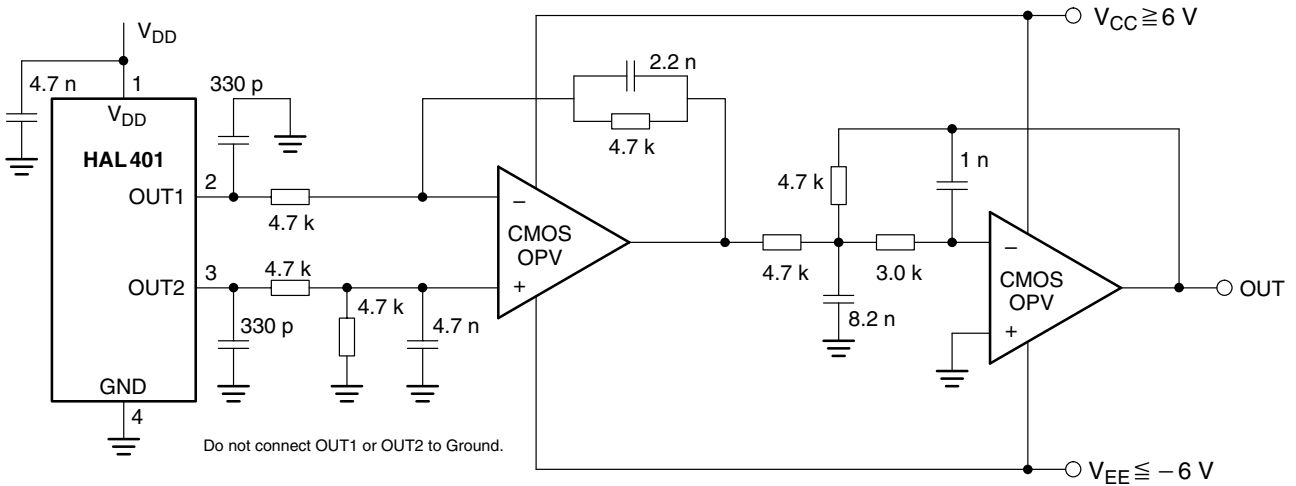 V_DD
V_CC ≧ 6 V
4.7 n
1
330 p
2.2 n
V_DD
HAL 401
4.7 k
1 n
OUT1
2
4.7 k
4.7 k
–
CMOS
OPV
–
4.7 k
3.0 k
CMOS
OPV
OUT
OUT2
3
4.7 k
+
330 p
4.7 k
4.7 n
8.2 n
+
GND
4
Do not connect OUT1 or OUT2 to Ground.
V_EE ≦ – 6 V